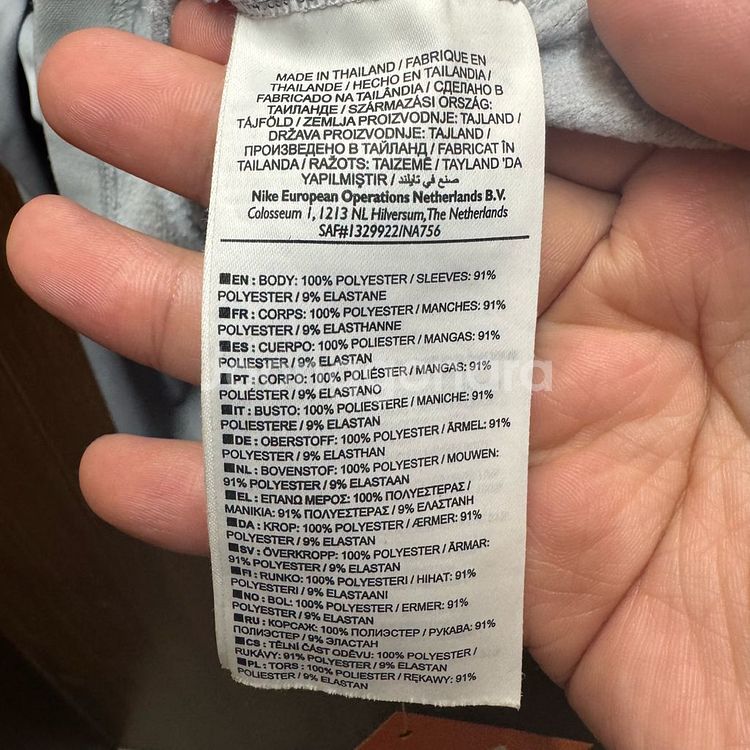 MADE IN THAILAND / FABRIQUE EN
THAILANDE / HECHO EN TAILANDIA /
FABRICADO NA TAILÂNDIA / СДЕЛАНО В
ТАИЛАНДЕ / SZÁRMAZÁSI ORSZÁG:
TÁJFÖLD / ZEMLJA PROIZVODNJE: TAJLAND /
DRŽAVA PROIZVODNJE: TAJLAND /
ПРОИЗВЕДЕНО В ТАЙЛАНД / FABRICAT ÎN
TAILANDA / RAŽOTS: TAIZEMĒ / TAYLAND 'DA
YAPILMIŞTIR / صنع في تايلند
Nike European Operations Netherlands B.V.
Colosseum 1, 1213 NL Hilversum, The Netherlands
SAF#1329922/NA756
EN : BODY: 100% POLYESTER / SLEEVES: 91%
POLYESTER / 9% ELASTANE
FR : CORPS: 100% POLYESTER / MANCHES: 91%
POLYESTER / 9% ELASTHANNE
ES : CUERPO: 100% POLIESTER / MANGAS: 91%
POLIESTER / 9% ELASTAN
PT : CORPO: 100% POLIÉSTER / MANGAS: 91%
POLIÉSTER / 9% ELASTANO
IT : BUSTO: 100% POLIESTERE / MANICHE: 91%
POLIESTERE / 9% ELASTAN
DE : OBERSTOFF: 100% POLYESTER / ÄRMEL: 91%
POLYESTER / 9% ELASTHAN
NL : BOVENSTOF: 100% POLYESTER / MOUWEN:
91% POLYESTER / 9% ELASTAAN
EL : ΕΠΑΝΩ ΜΕΡΟΣ: 100% ΠΟΛΥΕΣΤΕΡΑΣ /
ΜΑΝΙΚΙΑ: 91% ΠΟΛΥΕΣΤΕΡΑΣ / 9% ΕΛΑΣΤΑΝΗ
DA : KROP: 100% POLYESTER / ÆRMER: 91%
POLYESTER / 9% ELASTAN
SV : ÖVERKROPP: 100% POLYESTER / ÄRMAR:
91% POLYESTER / 9% ELASTAN
FI : RUNKO: 100% POLYESTERI / HIHAT: 91%
POLYESTERI / 9% ELASTAANI
NO : BOL: 100% POLYESTER / ERMER: 91%
POLYESTER / 9% ELASTAN
RU : КОРСАЖ: 100% ПОЛИЭСТЕР / РУКАВА: 91%
ПОЛИЭСТЕР / 9% ЭЛАСТАН
CS : TĚLNÍ ČÁST ODĚVU: 100% POLYESTER /
RUKÁVY: 91% POLYESTER / 9% ELASTAN
PL : TORS : 100% POLIESTER / RĘKAWY: 91%
POLIESTER / 9% ELASTAN